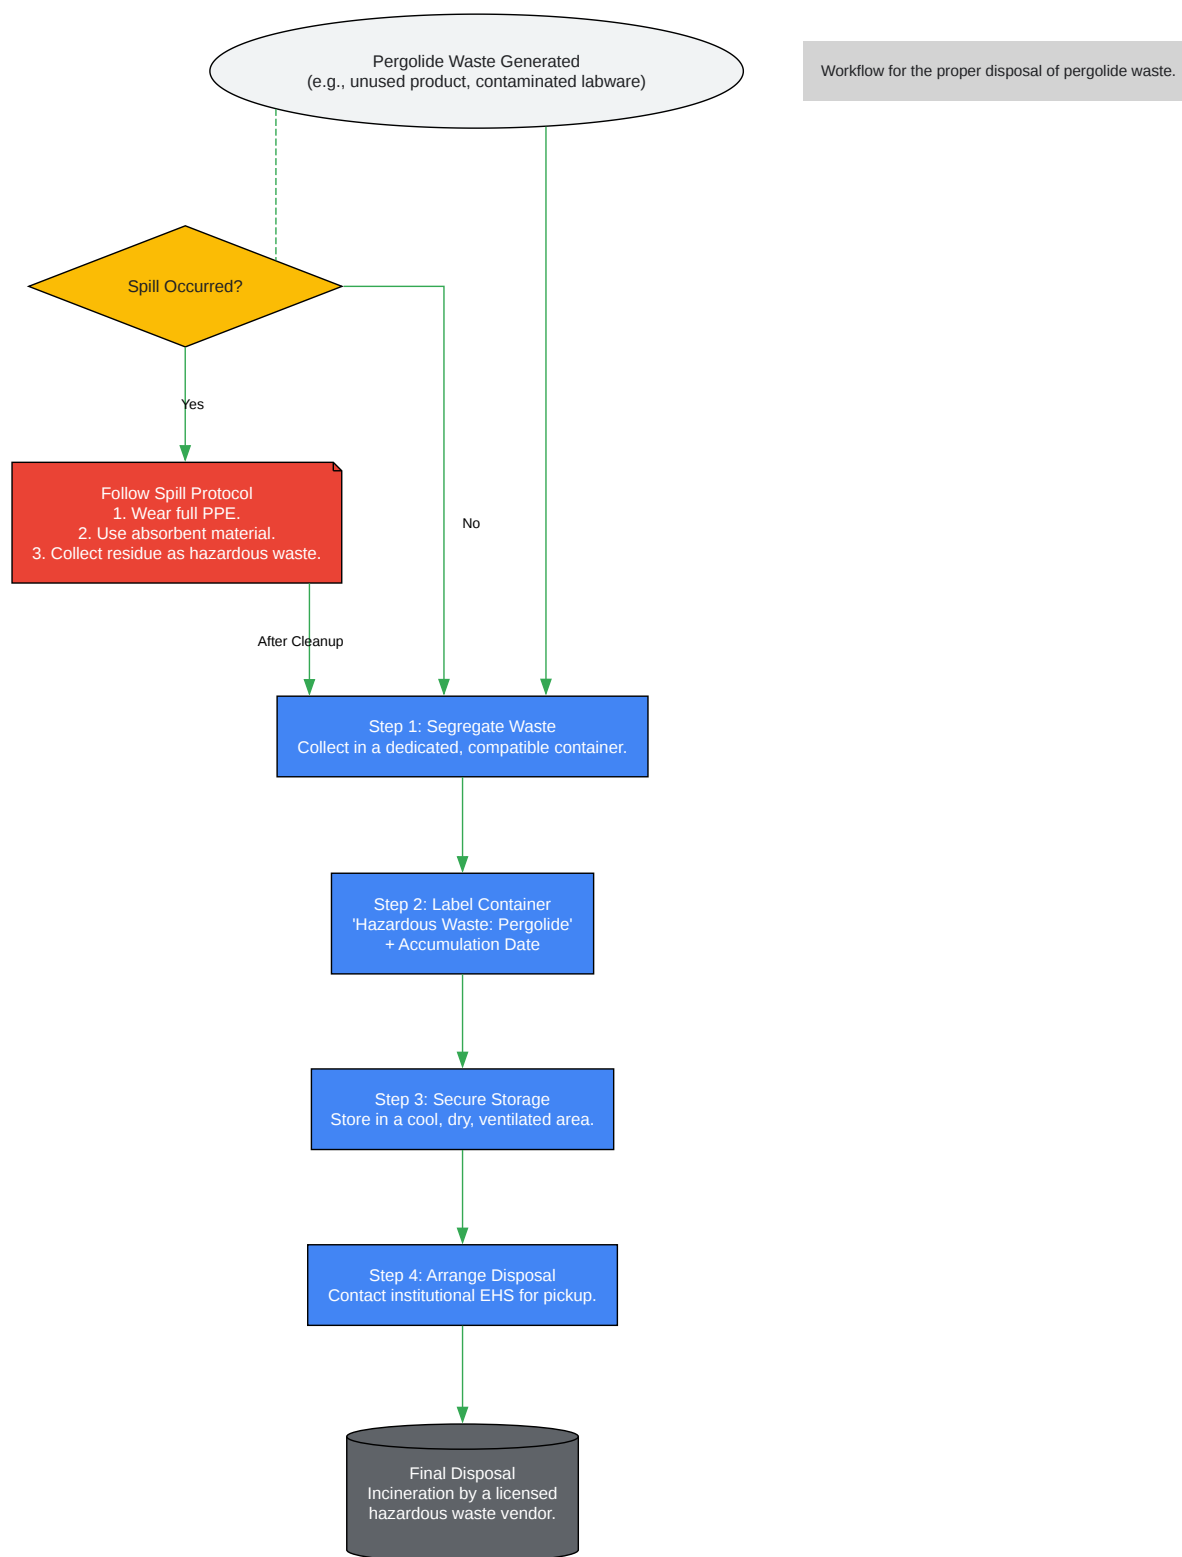 Pergolide Waste Generated
(e.g., unused product, contaminated labware)
Workflow for the proper disposal of pergolide waste.
Spill Occurred?
Yes
Follow Spill Protocol
1. Wear full PPE.
2. Use absorbent material.
3. Collect residue as hazardous waste.
No
After Cleanup
Step 1: Segregate Waste
Collect in a dedicated, compatible container.
Step 2: Label Container
'Hazardous Waste: Pergolide'
+ Accumulation Date
Step 3: Secure Storage
Store in a cool, dry, ventilated area.
Step 4: Arrange Disposal
Contact institutional EHS for pickup.
Final Disposal
Incineration by a licensed
hazardous waste vendor.